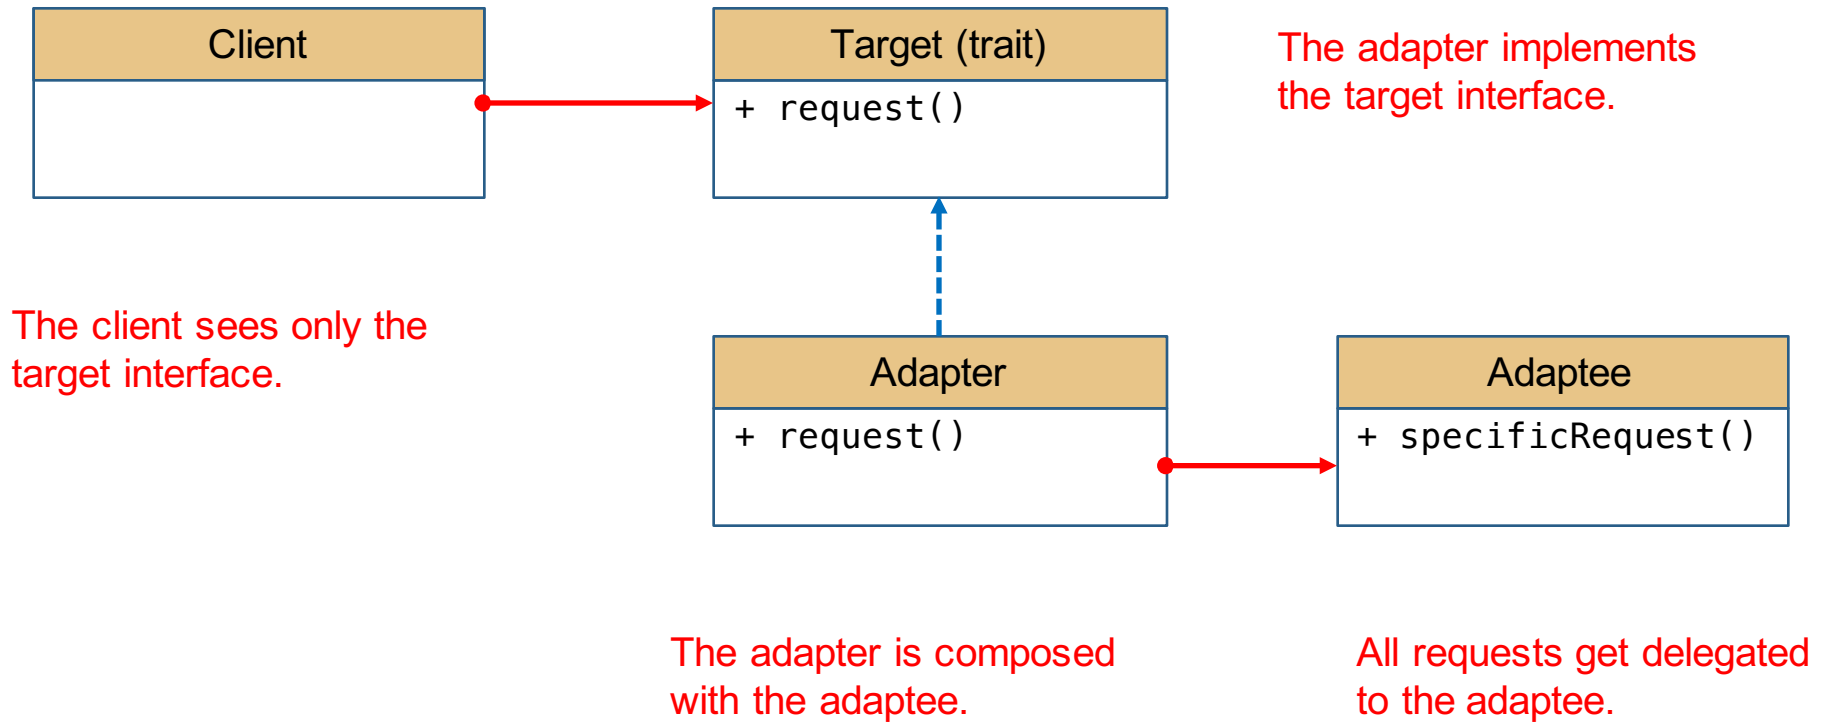 Client
Target (trait)
+ request()
The adapter implements
the target interface.
The client sees only the
target interface.
Adapter
+ request()
Adaptee
+ specificRequest()
The adapter is composed
with the adaptee.
All requests get delegated
to the adaptee.